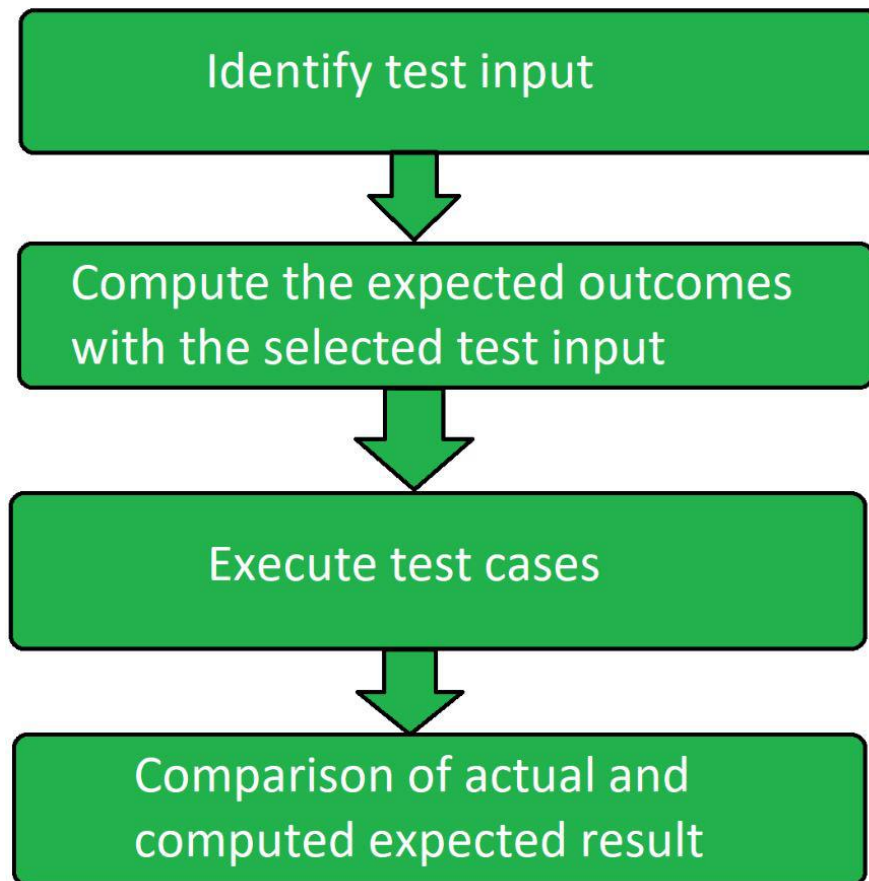 Identify test input
Compute the expected outcomes
with the selected test input
Execute test cases
Comparison of actual and
computed expected result